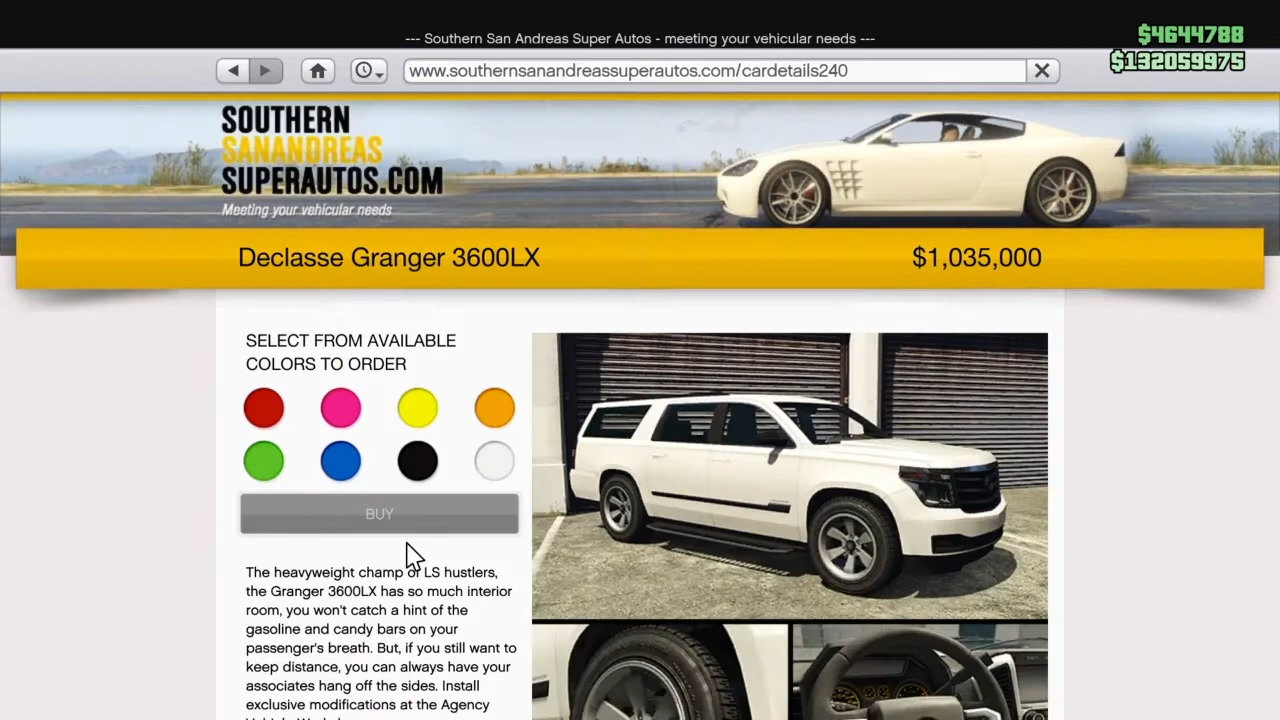 --- Southern San Andreas Super Autos - meeting your vehicular needs ---
$4644788
$132059975
www.southernsanandreassuperautos.com/cardetails240
SOUTHERN
SANANDREAS
SUPERAUTOS.COM
Meeting your vehicular needs
Declasse Granger 3600LX
$1,035,000
SELECT FROM AVAILABLE
COLORS TO ORDER
BUY
The heavyweight champ of LS hustlers,
the Granger 3600LX has so much interior
room, you won't catch a hint of the
gasoline and candy bars on your
passenger's breath. But, if you still want to
keep distance, you can always have your
associates hang off the sides. Install
exclusive modifications at the Agency